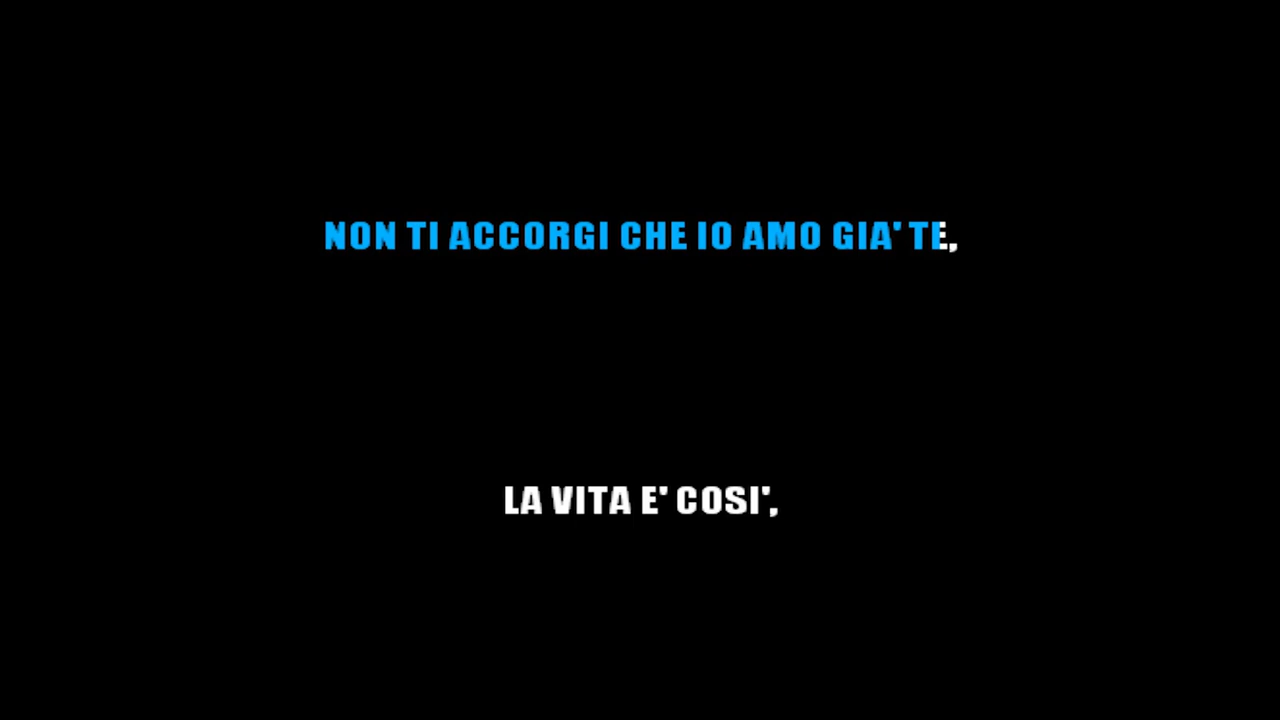 NON TI ACCORGI CHE IO AMO GIA' TE,
LA VITA E' COSI',